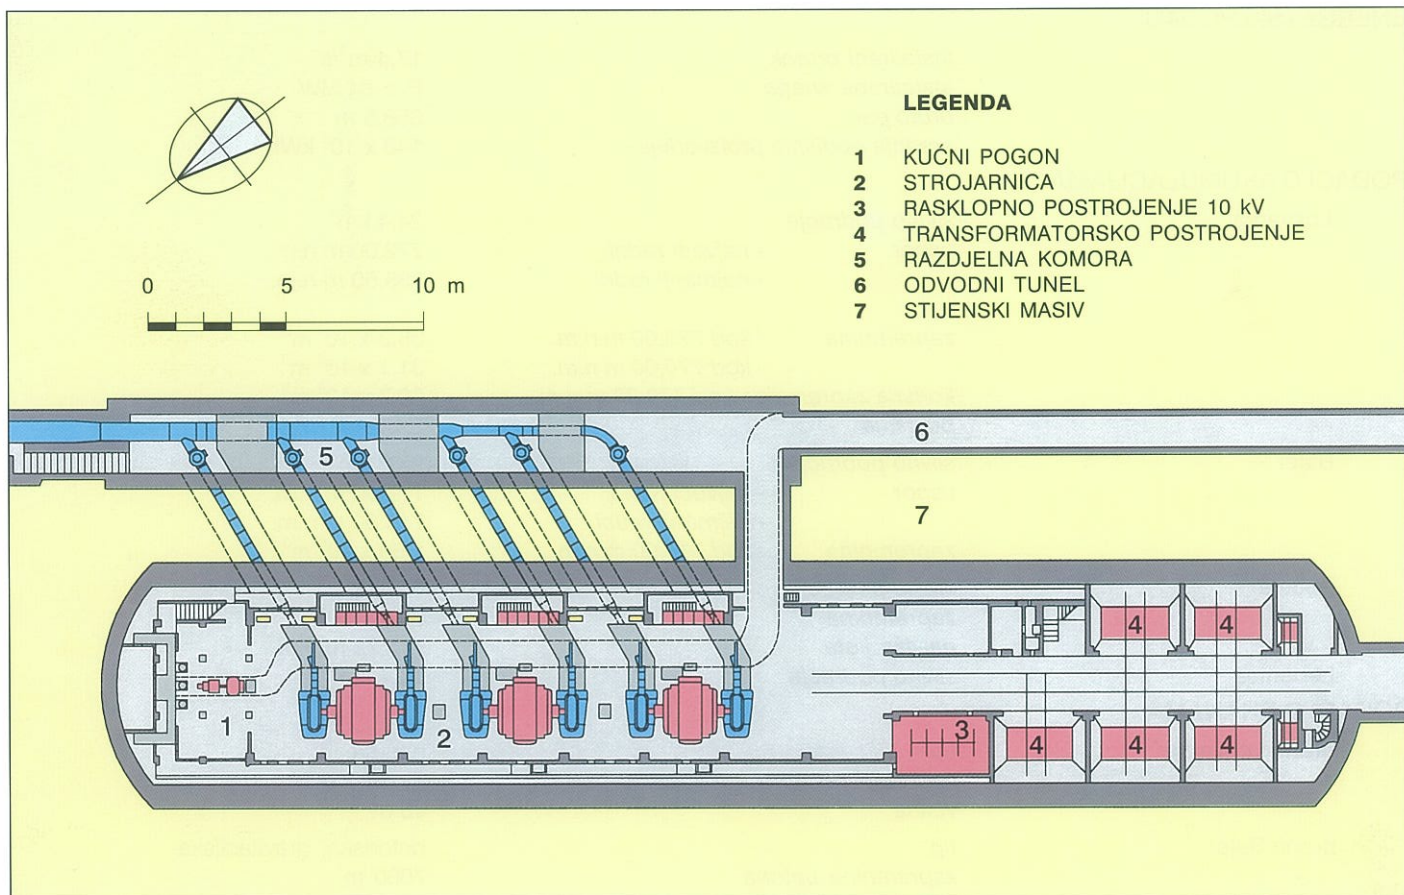 LEGENDA
1 KUĆNI POGON
2 STROJARNICA
3 RASKLOPNO POSTROJENJE 10 kV
4 TRANSFORMATORSKO POSTROJENJE
5 RAZDJELNA KOMORA
6 ODVODNI TUNEL
7 STIJENSKI MASIV
0 5 10 m
6
5
7
4 4
1
2
3
4 4 4